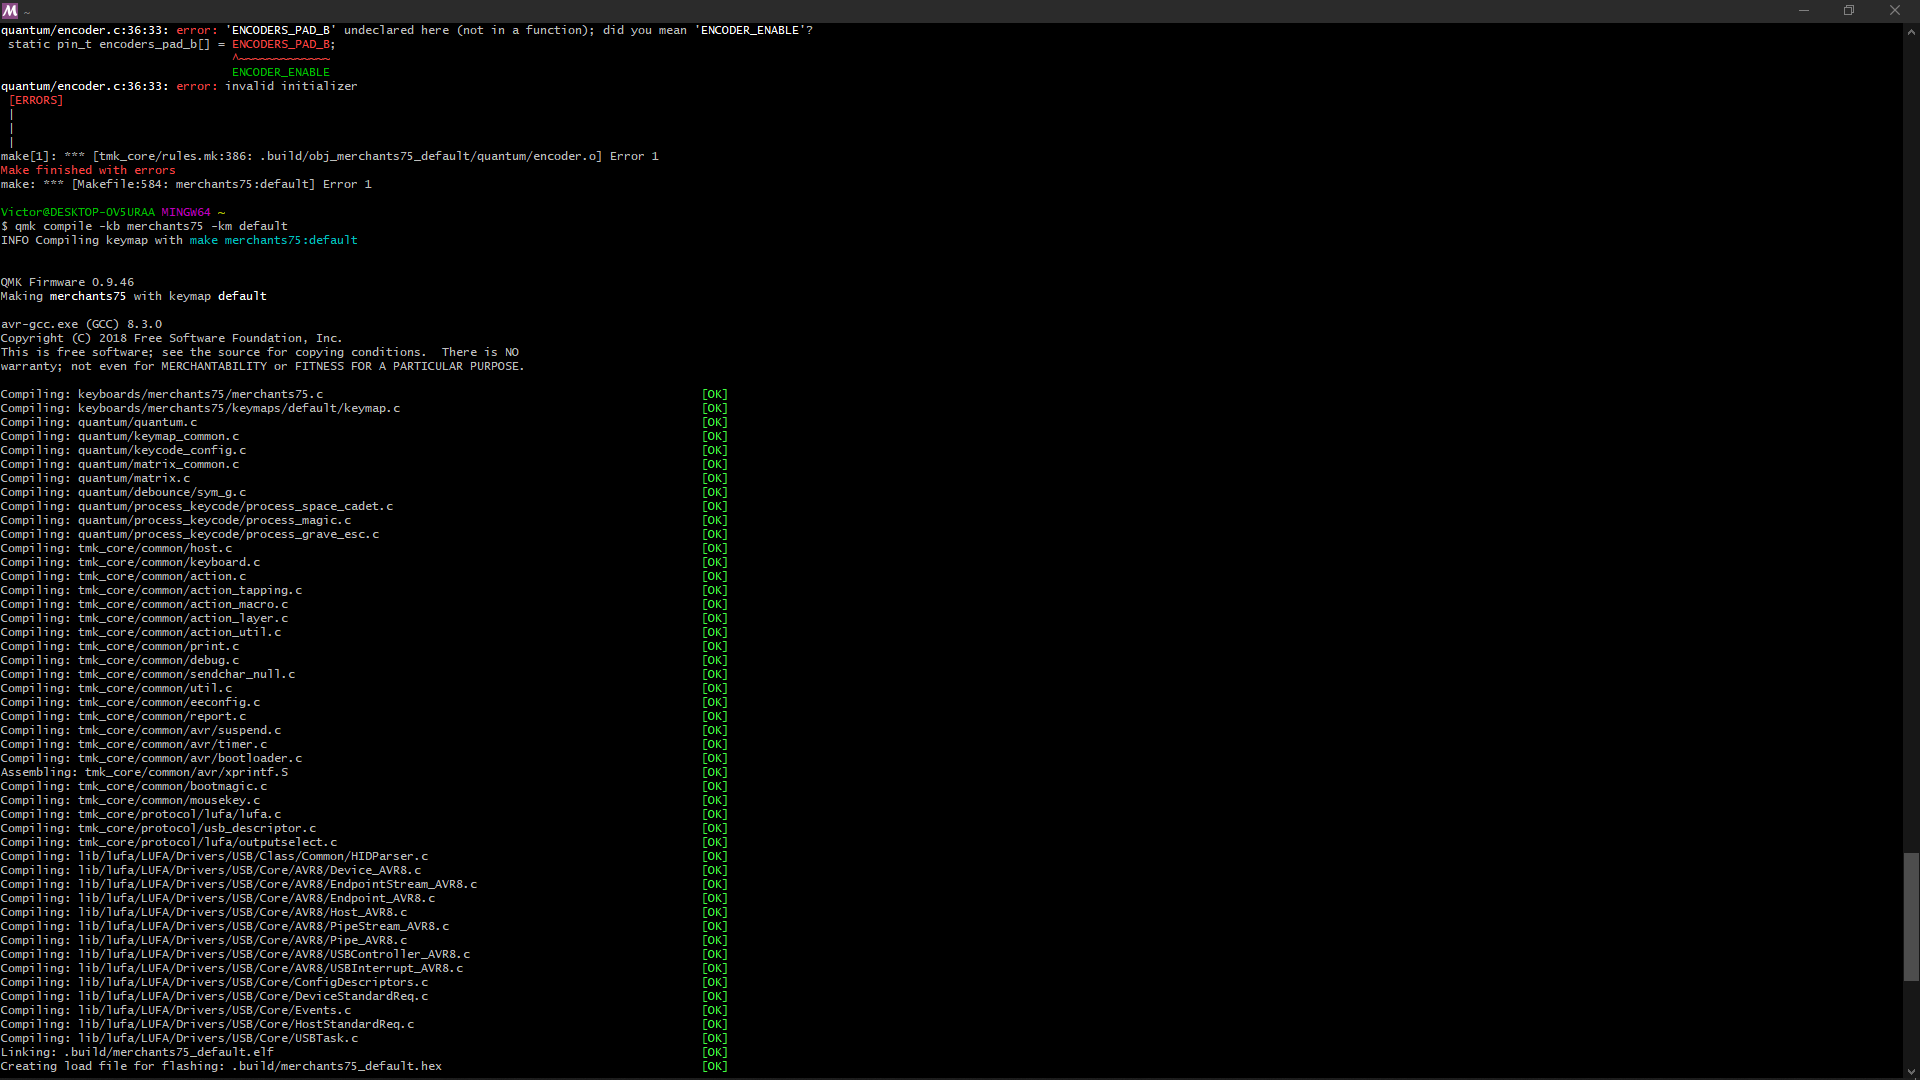 ~
quantum/encoder.c:36:33: error: 'ENCODERS_PAD_B' undeclared here (not in a function); did you mean 'ENCODER_ENABLE'?
static pin_t encoders_pad_b[] = ENCODERS_PAD_B;
^~~~~~~~~~~~~~
ENCODER_ENABLE
quantum/encoder.c:36:33: error: invalid initializer
[ERRORS]
|
|
|
make[1]: *** [tmk_core/rules.mk:386: .build/obj_merchants75_default/quantum/encoder.o] Error 1
Make finished with errors
make: *** [Makefile:584: merchants75:default] Error 1
Victor@DESKTOP-OV5URAA MINGW64 ~
$ qmk compile -kb merchants75 -km default
INFO Compiling keymap with make merchants75:default
QMK Firmware 0.9.46
Making merchants75 with keymap default
avr-gcc.exe (GCC) 8.3.0
Copyright (C) 2018 Free Software Foundation, Inc.
This is free software; see the source for copying conditions.  There is NO
warranty; not even for MERCHANTABILITY or FITNESS FOR A PARTICULAR PURPOSE.
Compiling: keyboards/merchants75/merchants75.c [OK]
Compiling: keyboards/merchants75/keymaps/default/keymap.c [OK]
Compiling: quantum/quantum.c [OK]
Compiling: quantum/keymap_common.c [OK]
Compiling: quantum/keycode_config.c [OK]
Compiling: quantum/matrix_common.c [OK]
Compiling: quantum/matrix.c [OK]
Compiling: quantum/debounce/sym_g.c [OK]
Compiling: quantum/process_keycode/process_space_cadet.c [OK]
Compiling: quantum/process_keycode/process_magic.c [OK]
Compiling: quantum/process_keycode/process_grave_esc.c [OK]
Compiling: tmk_core/common/host.c [OK]
Compiling: tmk_core/common/keyboard.c [OK]
Compiling: tmk_core/common/action.c [OK]
Compiling: tmk_core/common/action_tapping.c [OK]
Compiling: tmk_core/common/action_macro.c [OK]
Compiling: tmk_core/common/action_layer.c [OK]
Compiling: tmk_core/common/action_util.c [OK]
Compiling: tmk_core/common/print.c [OK]
Compiling: tmk_core/common/debug.c [OK]
Compiling: tmk_core/common/sendchar_null.c [OK]
Compiling: tmk_core/common/util.c [OK]
Compiling: tmk_core/common/eeconfig.c [OK]
Compiling: tmk_core/common/report.c [OK]
Compiling: tmk_core/common/avr/suspend.c [OK]
Compiling: tmk_core/common/avr/timer.c [OK]
Compiling: tmk_core/common/avr/bootloader.c [OK]
Assembling: tmk_core/common/avr/xprintf.S [OK]
Compiling: tmk_core/common/bootmagic.c [OK]
Compiling: tmk_core/common/mousekey.c [OK]
Compiling: tmk_core/protocol/lufa/lufa.c [OK]
Compiling: tmk_core/protocol/usb_descriptor.c [OK]
Compiling: tmk_core/protocol/lufa/outputselect.c [OK]
Compiling: lib/lufa/LUFA/Drivers/USB/Class/Common/HIDParser.c [OK]
Compiling: lib/lufa/LUFA/Drivers/USB/Core/AVR8/Device_AVR8.c [OK]
Compiling: lib/lufa/LUFA/Drivers/USB/Core/AVR8/EndpointStream_AVR8.c [OK]
Compiling: lib/lufa/LUFA/Drivers/USB/Core/AVR8/Endpoint_AVR8.c [OK]
Compiling: lib/lufa/LUFA/Drivers/USB/Core/AVR8/Host_AVR8.c [OK]
Compiling: lib/lufa/LUFA/Drivers/USB/Core/AVR8/PipeStream_AVR8.c [OK]
Compiling: lib/lufa/LUFA/Drivers/USB/Core/AVR8/Pipe_AVR8.c [OK]
Compiling: lib/lufa/LUFA/Drivers/USB/Core/AVR8/USBController_AVR8.c [OK]
Compiling: lib/lufa/LUFA/Drivers/USB/Core/AVR8/USBInterrupt_AVR8.c [OK]
Compiling: lib/lufa/LUFA/Drivers/USB/Core/ConfigDescriptors.c [OK]
Compiling: lib/lufa/LUFA/Drivers/USB/Core/DeviceStandardReq.c [OK]
Compiling: lib/lufa/LUFA/Drivers/USB/Core/Events.c [OK]
Compiling: lib/lufa/LUFA/Drivers/USB/Core/HostStandardReq.c [OK]
Compiling: lib/lufa/LUFA/Drivers/USB/Core/USBTask.c [OK]
Linking: .build/merchants75_default.elf [OK]
Creating load file for flashing: .build/merchants75_default.hex [OK]